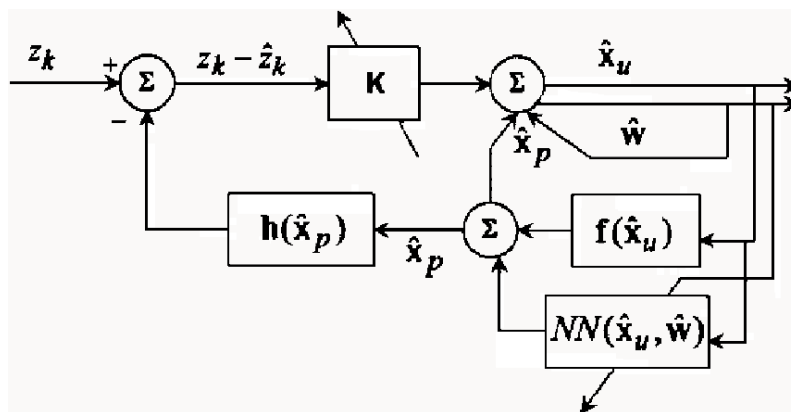 z_k
+
Σ
−
z_k − ẑ_k
K
Σ
x̂_u
ŵ
x̂_p
h(x̂_p)
x̂_p
Σ
f(x̂_u)
NN(x̂_u, ŵ)